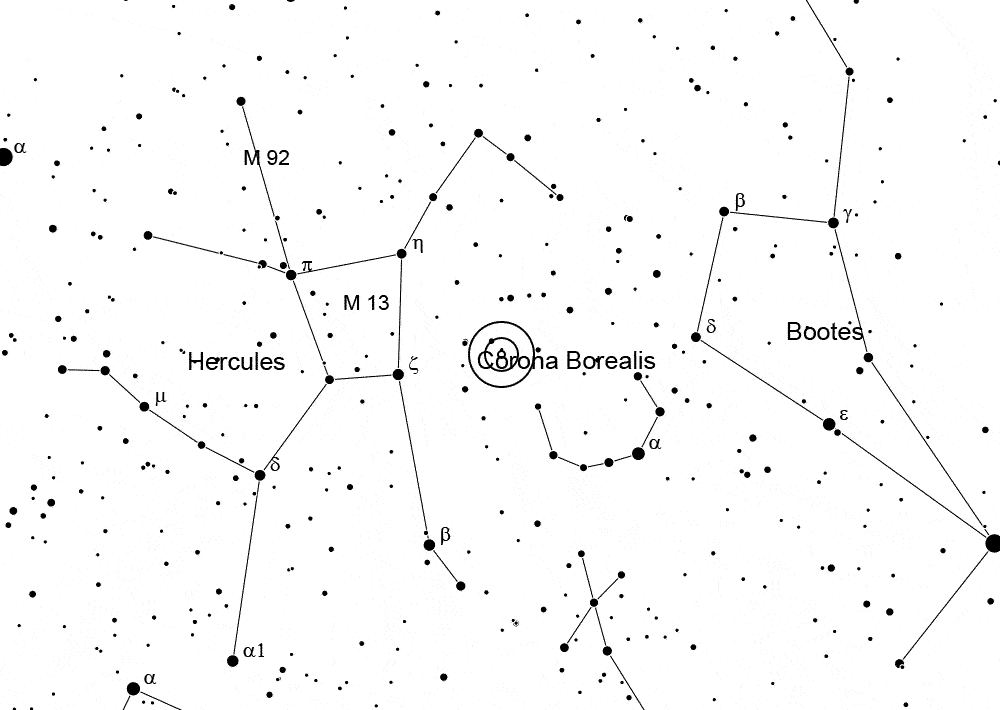 α
M 92
β
γ
η
π
M 13
δ
Bootes
Hercules
Corona Borealis
ζ
μ
ε
α
δ
β
α1
α